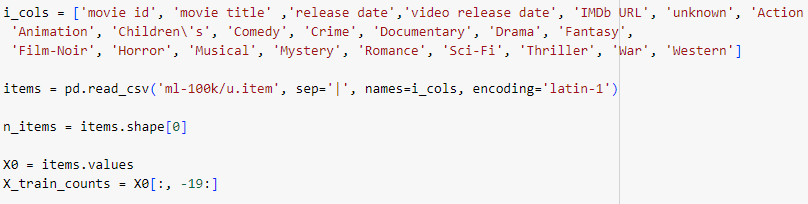 i_cols = ['movie id', 'movie title' ,'release date','video release date', 'IMDb URL', 'unknown', 'Action
'Animation', 'Children\'s', 'Comedy', 'Crime', 'Documentary', 'Drama', 'Fantasy',
'Film-Noir', 'Horror', 'Musical', 'Mystery', 'Romance', 'Sci-Fi', 'Thriller', 'War', 'Western']
items = pd.read_csv('ml-100k/u.item', sep='|', names=i_cols, encoding='latin-1')
n_items = items.shape[0]
X0 = items.values
X_train_counts = X0[:, -19:]